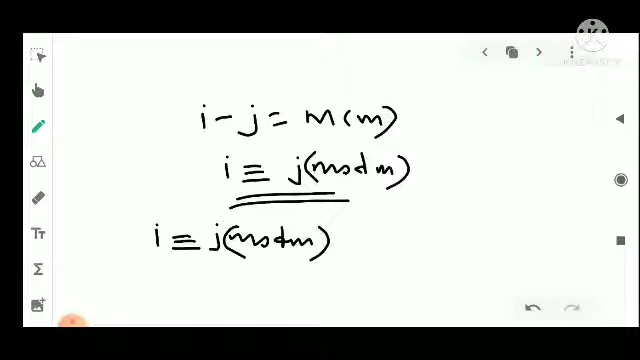 i - j = M(m)
i ≡ j(mod m)
i ≡ j(mod m)